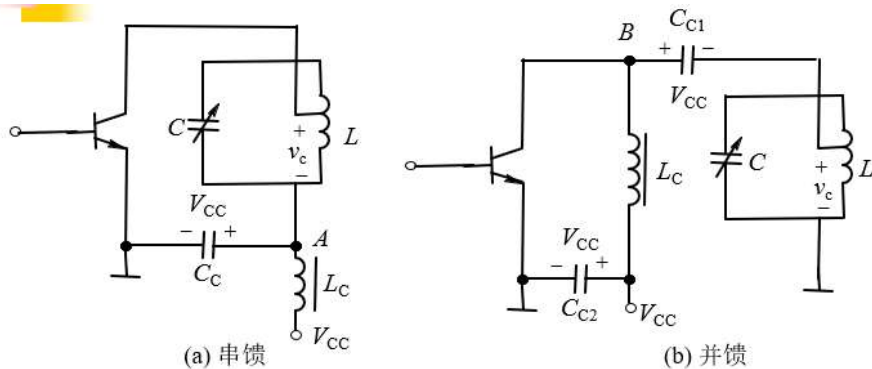 C
+
v_c
−
L
V_CC
− +
C_C
A
L_C
V_CC
(a) 串馈
B
C_C1
+ −
V_CC
L_C
C
+
v_c
−
L
V_CC
− +
C_C2
V_CC
(b) 并馈